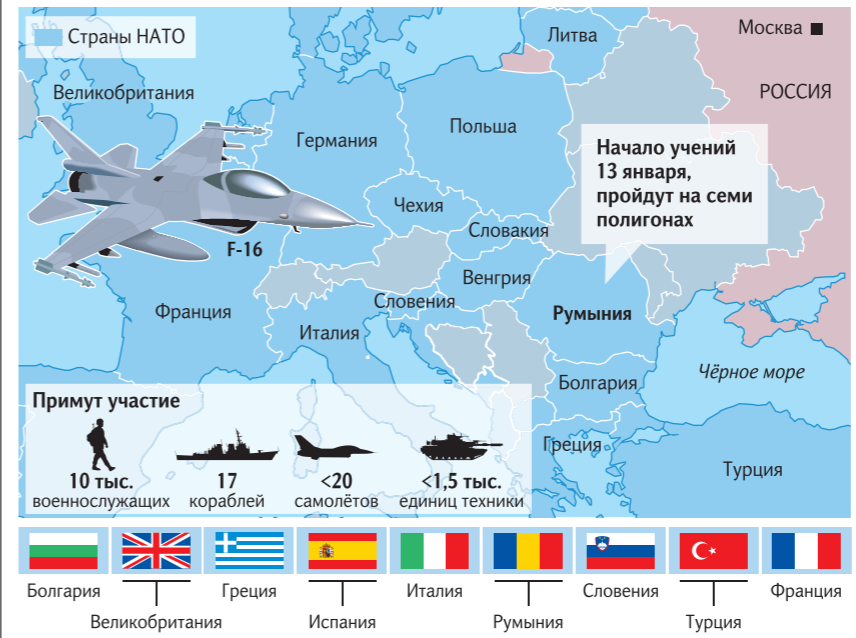 Страны НАТО
Литва
Москва
Великобритания
РОССИЯ
Германия
Польша
Начало учений
13 января,
пройдут на семи
полигонах
Чехия
F-16
Словакия
Венгрия
Словения
Франция
Италия
Румыния
Чёрное море
Болгария
Греция
Турция
Примут участие
10 тыс.
военнослужащих
17
кораблей
<20
самолётов
<1,5 тыс.
единиц техники
Болгария
Великобритания
Греция
Испания
Италия
Румыния
Словения
Турция
Франция